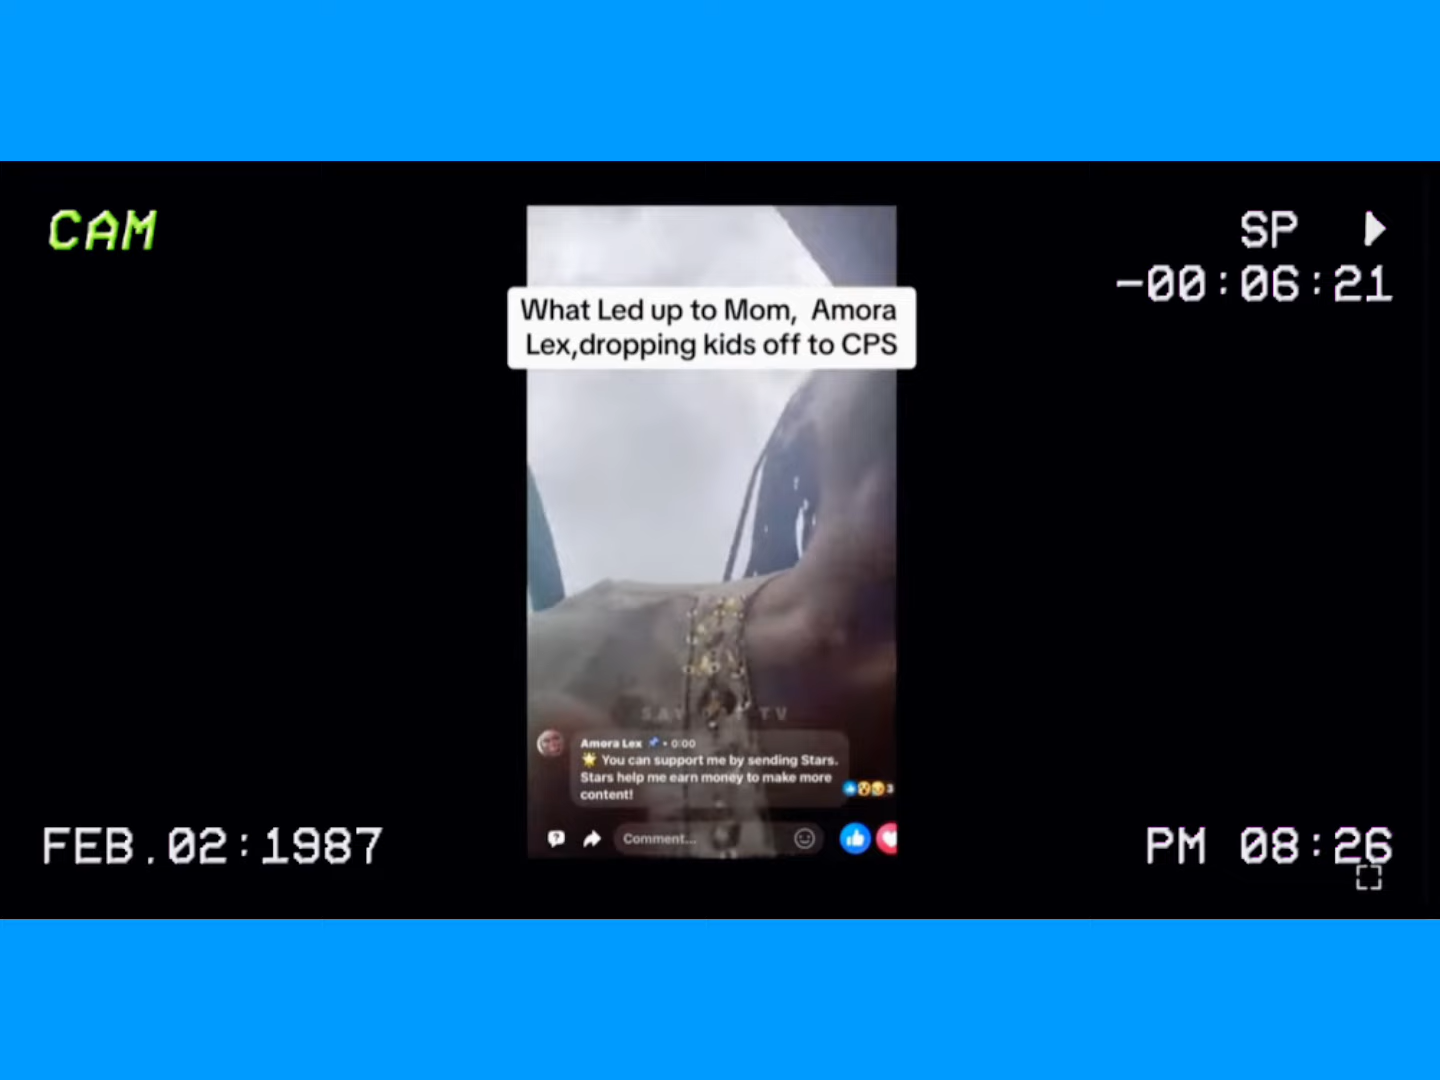 CAM
SP
-00:06:21
What Led up to Mom,  Amora
Lex,dropping kids off to CPS
Amora Lex • 0:00
🌟 You can support me by sending Stars.
Stars help me earn money to make more
content!
3
Comment...
FEB.02:1987
PM 08:26